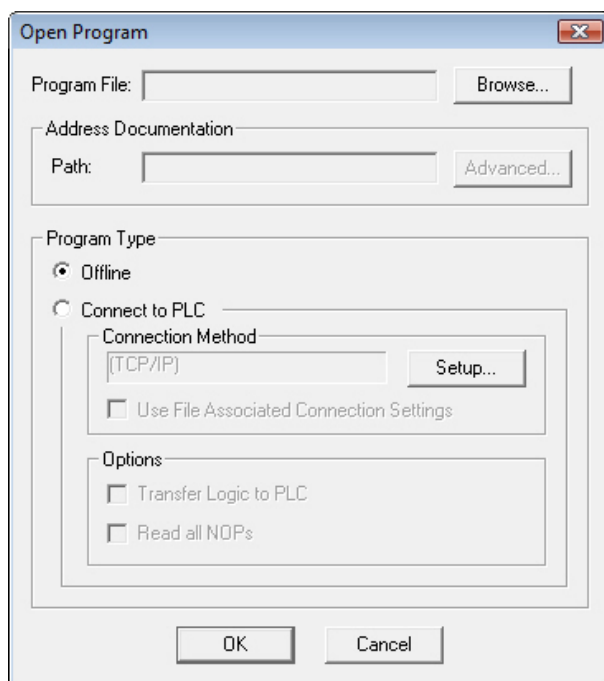 Open Program
Program File: Browse...
Address Documentation
Path: Advanced...
Program Type
Offline
Connect to PLC
Connection Method
(TCP/IP) Setup...
Use File Associated Connection Settings
Options
Transfer Logic to PLC
Read all NOPs
OK Cancel